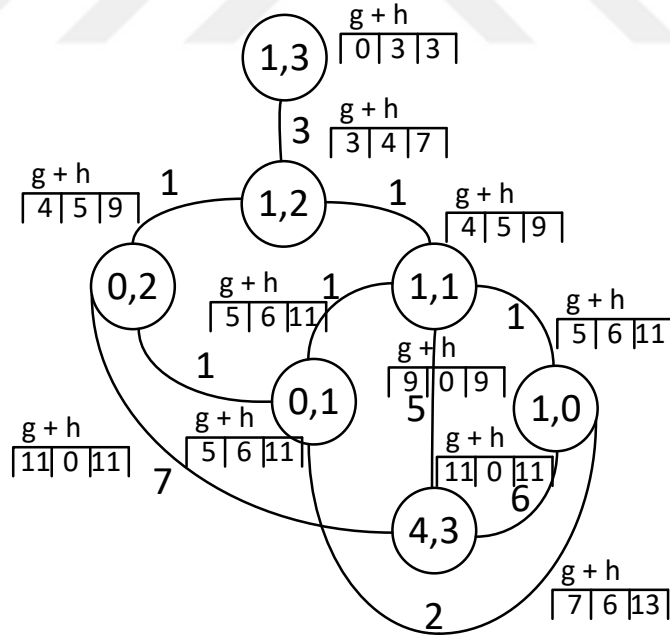 g + h
1,3
0 3 3
3
g + h
3 4 7
g + h
4 5 9
1
1,2
1
g + h
4 5 9
0,2
g + h
5 6 11
1
1,1
1
g + h
5 6 11
1
g + h
9 0 9
5
0,1
1,0
g + h
11 0 11
g + h
5 6 11
7
g + h
11 0 11
6
4,3
2
g + h
7 6 13